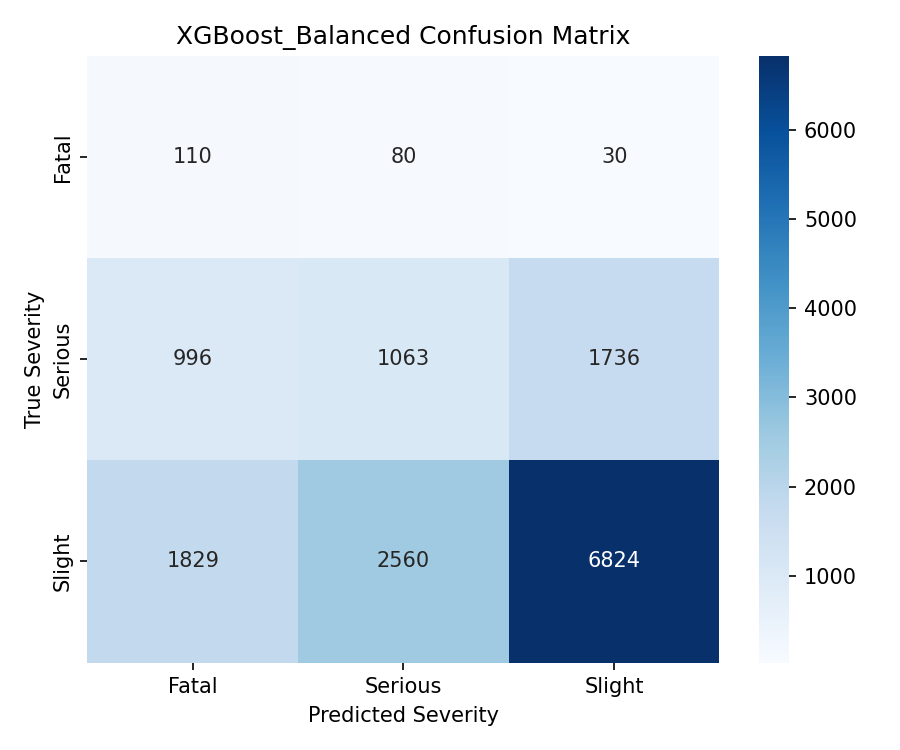 XGBoost_Balanced Confusion Matrix
True Severity
Fatal
110 80 30
Serious
996 1063 1736
Slight
1829 2560 6824
Fatal Serious Slight
Predicted Severity
6000
5000
4000
3000
2000
1000